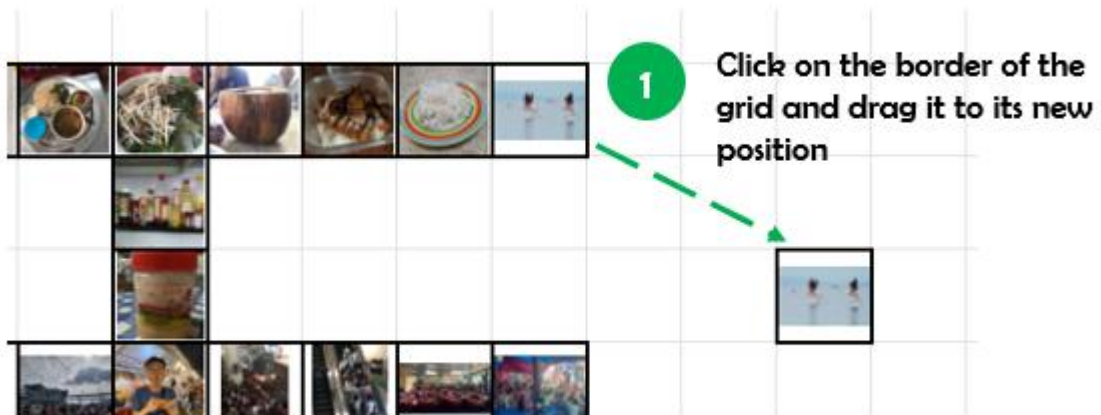 1
Click on the border of the
grid and drag it to its new
position